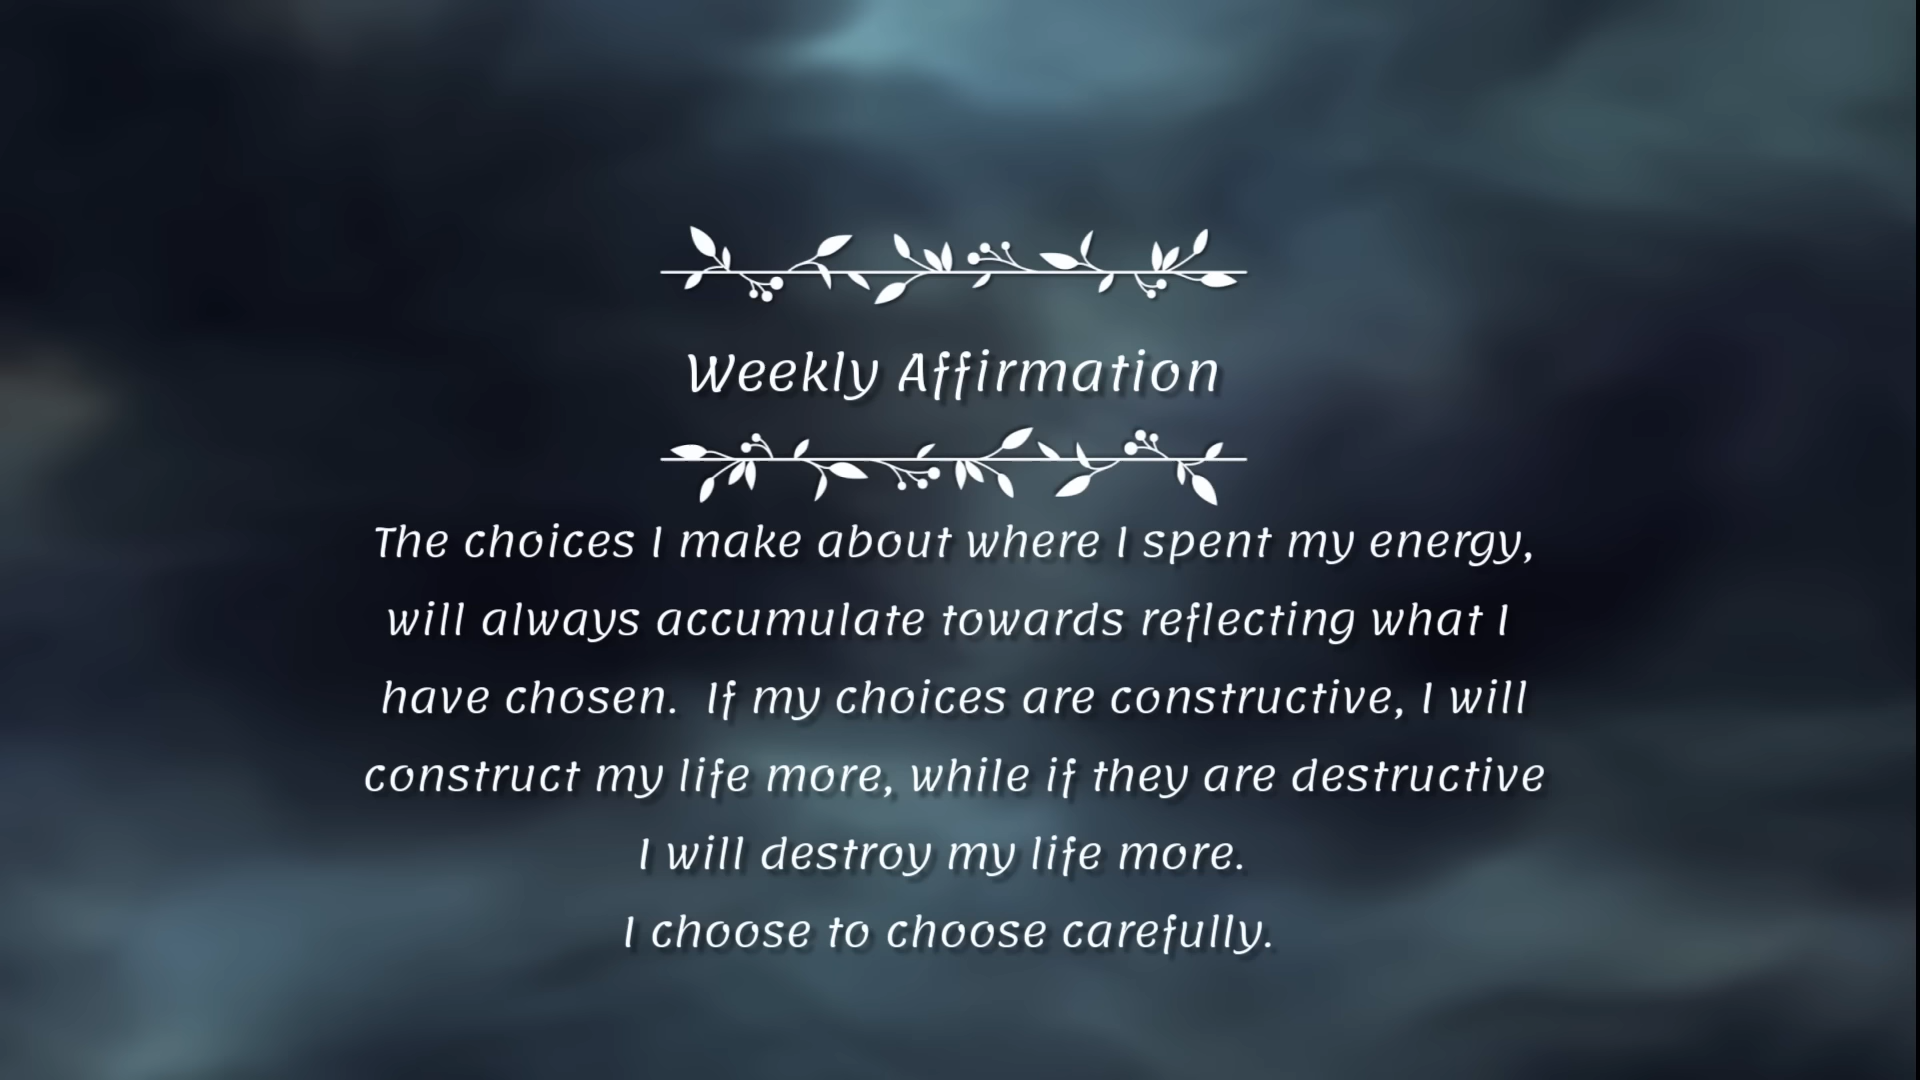 Weekly Affirmation
The choices I make about where I spent my energy,
will always accumulate towards reflecting what I
have chosen.  If my choices are constructive, I will
construct my life more, while if they are destructive
I will destroy my life more.
I choose to choose carefully.